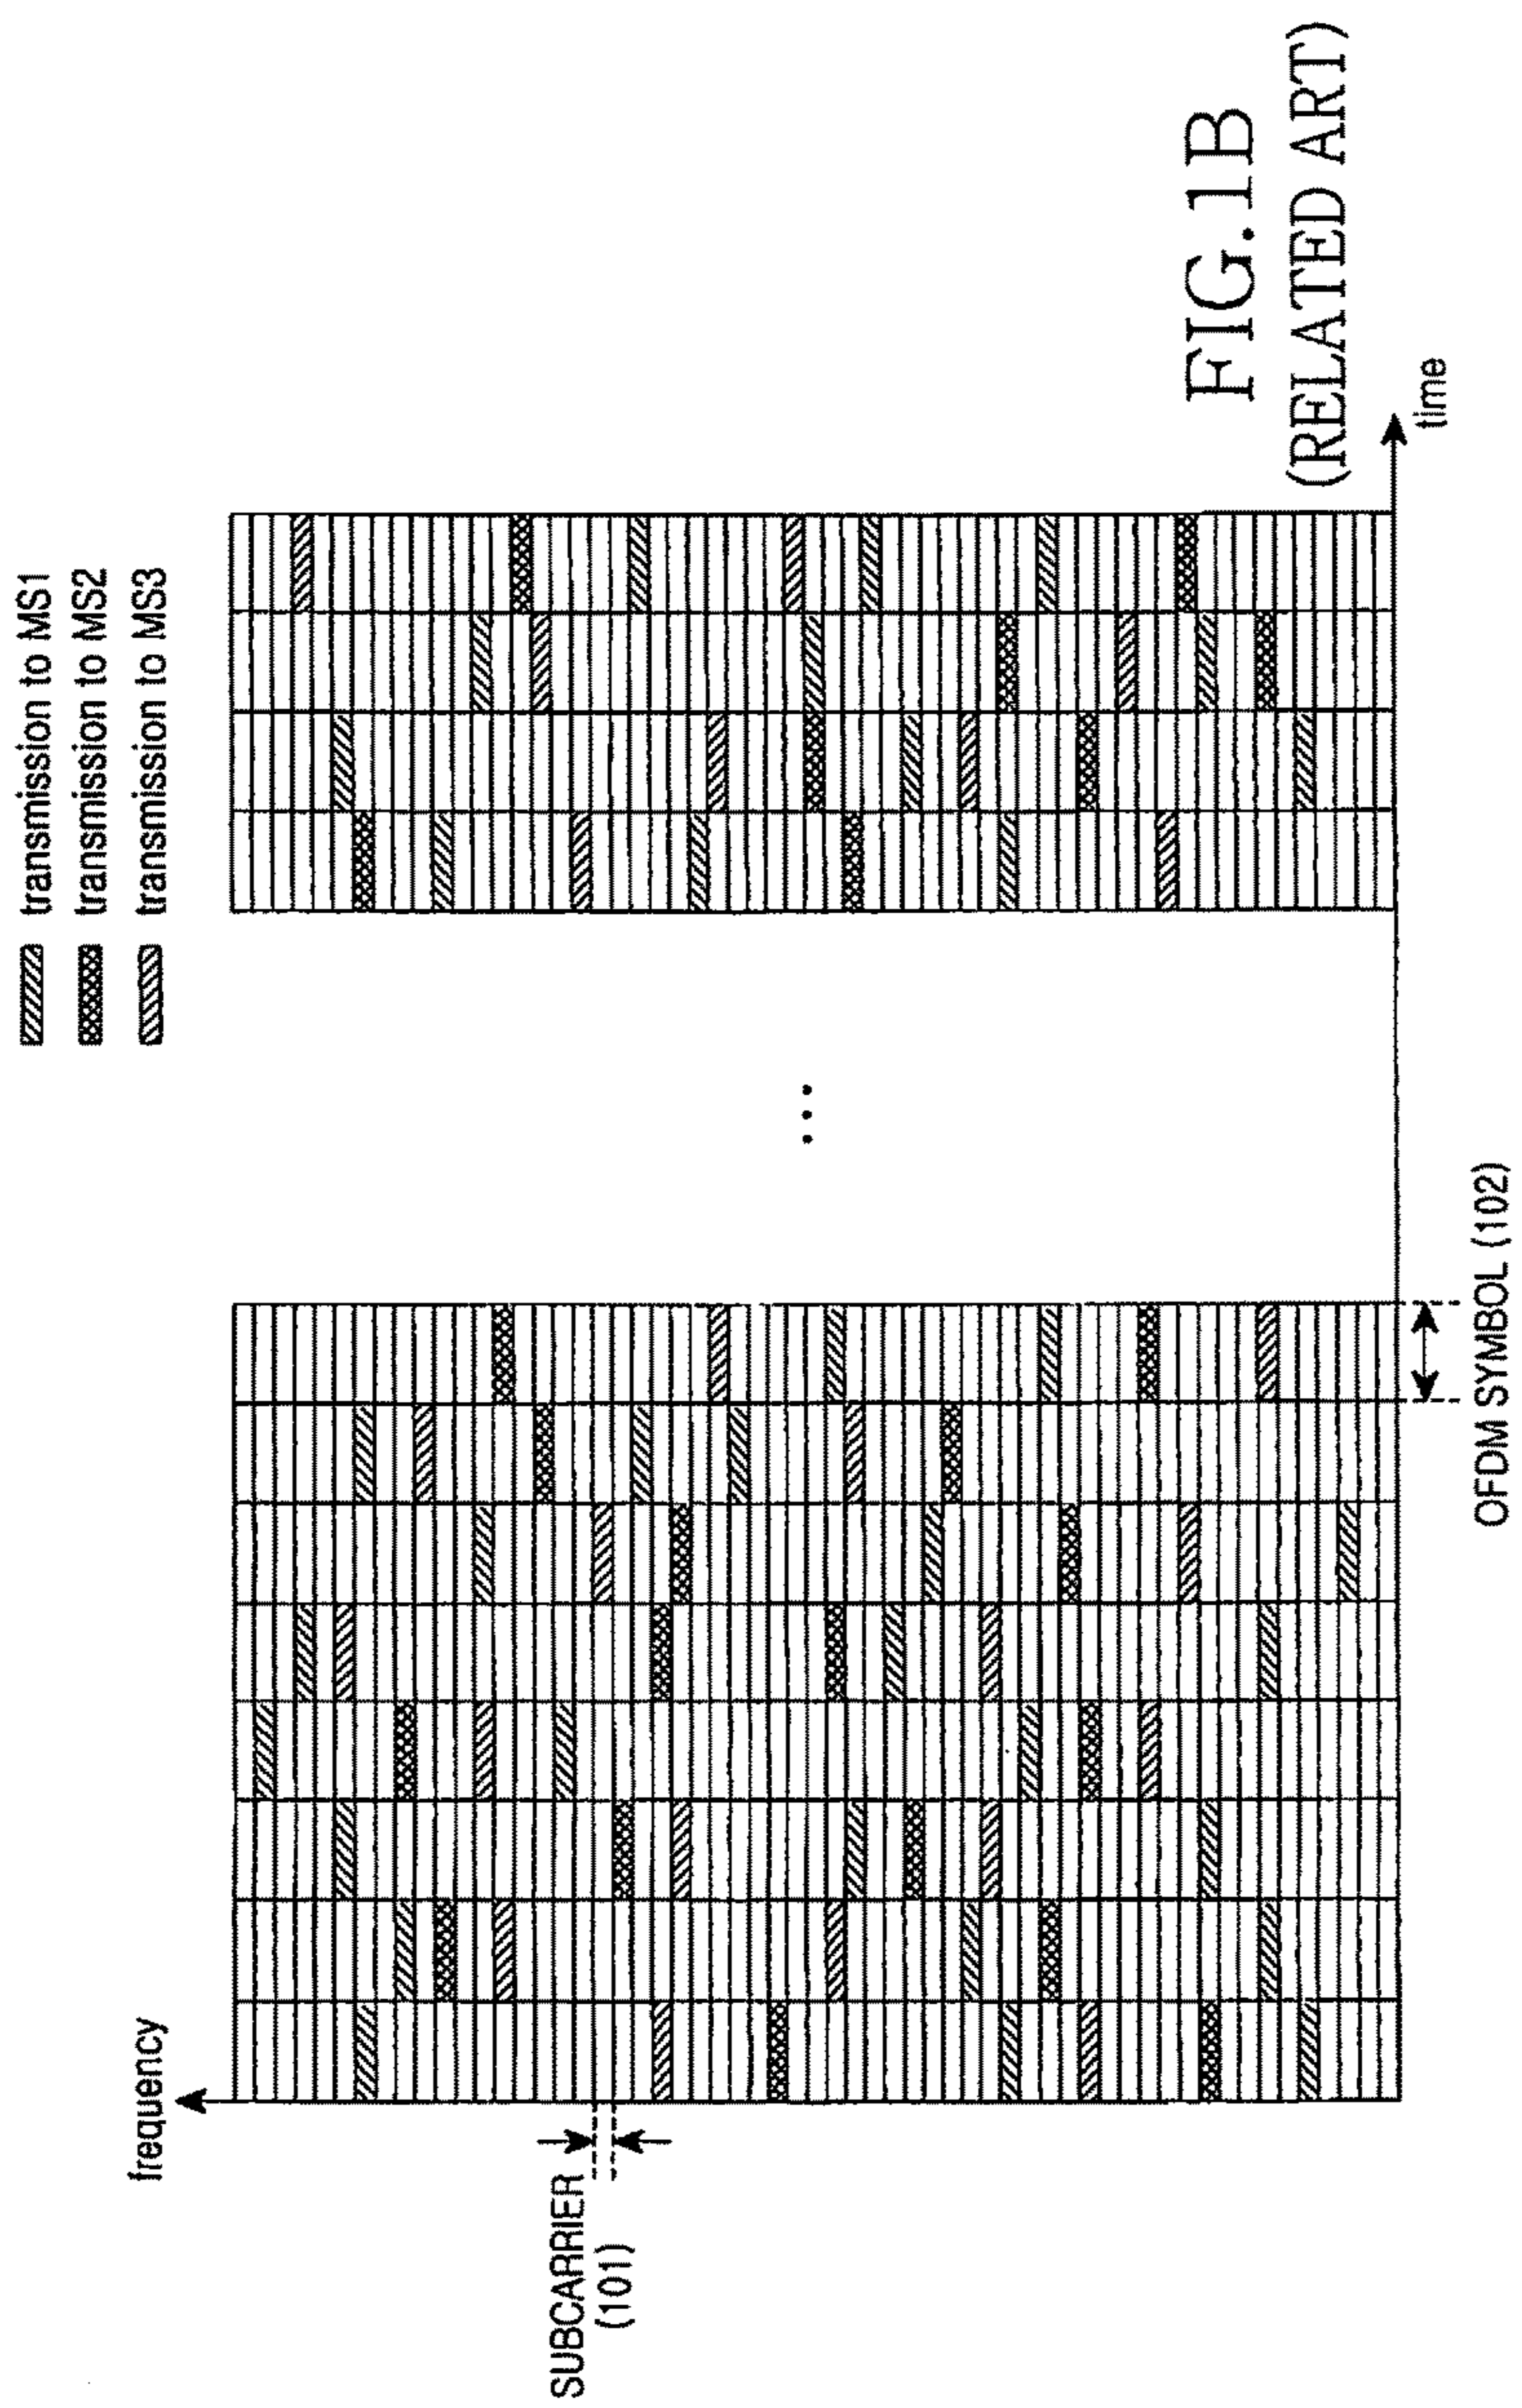 transmission to MS1
transmission to MS2
transmission to MS3
frequency
SUBCARRIER
(101)
...
OFDM SYMBOL (102)
time
FIG.1B
(RELATED ART)